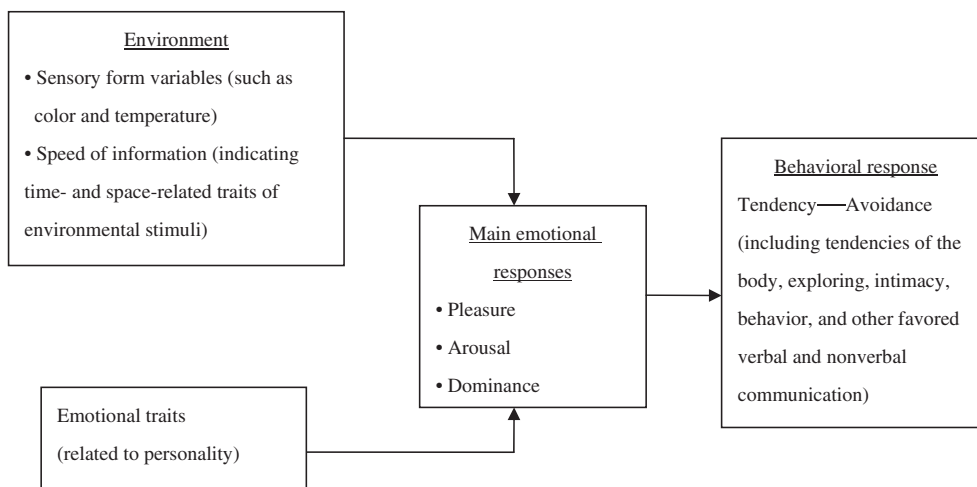 Environment
• Sensory form variables (such as
color and temperature)
• Speed of information (indicating
time- and space-related traits of
environmental stimuli)
Emotional traits
(related to personality)
Main emotional
responses
• Pleasure
• Arousal
• Dominance
Behavioral response
Tendency──Avoidance
(including tendencies of the
body, exploring, intimacy,
behavior, and other favored
verbal and nonverbal
communication)